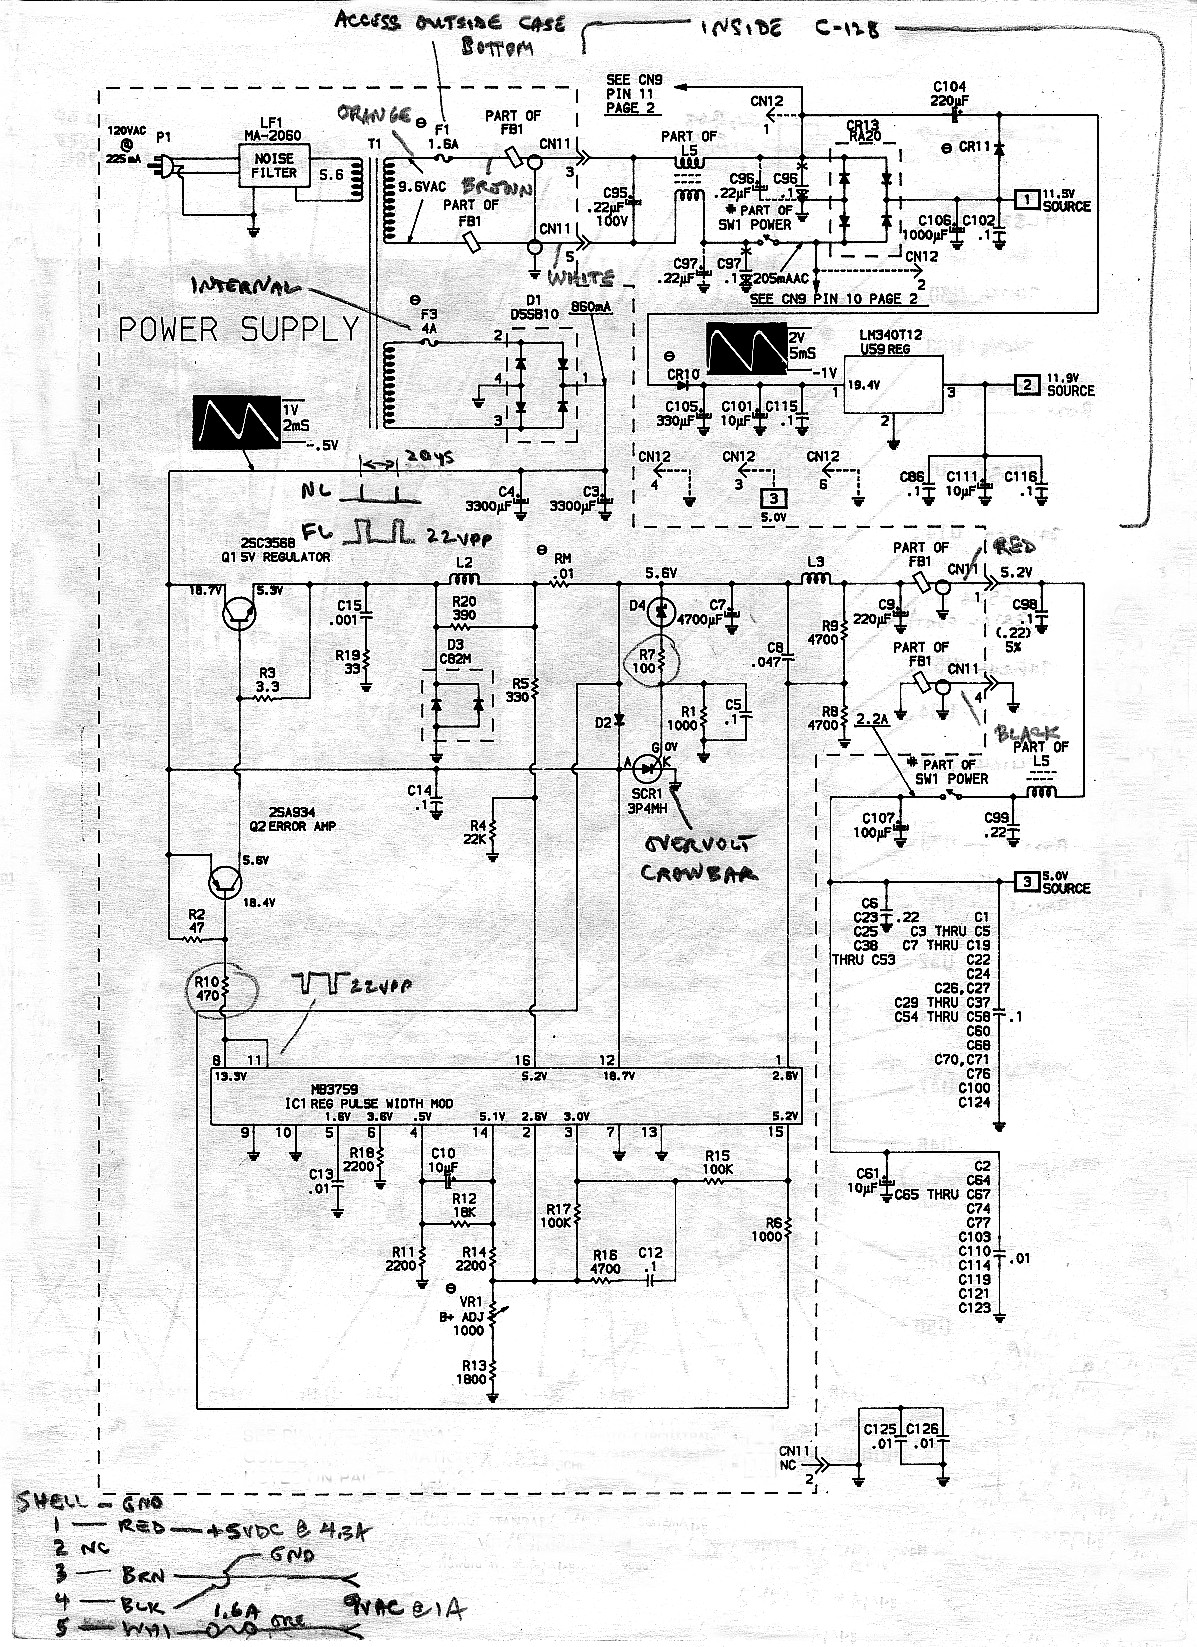 ACCESS OUTSIDE CASE
BOTTOM
INSIDE C-128
SEE CN9
PIN 11
PAGE 2
CN12
1
C104
220µF
120VAC
@
225mA
P1
LF1
MA-2060
NOISE
FILTER
5.6
T1
ORANGE
F1
1.6A
PART OF
FB1
CN11
3
BROWN
9.6VAC
PART OF
FB1
CN11
5
WHITE
PART OF
L5
C95
.22µF
100V
C96
.22µF
C96
.1
CR13
RA20
CR11
* PART OF
SW1 POWER
C97
.22µF
C97
.1
205mAAC
C106
1000µF
C102
.1
1
11.5V
SOURCE
CN12
2
SEE CN9 PIN 10 PAGE 2
INTERNAL
POWER SUPPLY
F3
4A
D1
D5SB10
860mA
2
4
1
3
2V
5mS
-1V
CR10
LM340T12
U59 REG
19.4V
1
3
2
2
11.9V
SOURCE
C105
330µF
C101
10µF
C115
.1
1V
2mS
-.5V
20µs
NL
FL
22VPP
C4
3300µF
C3
3300µF
CN12
4
CN12
3
3
5.0V
CN12
6
C86
.1
C111
10µF
C116
.1
2SC3568
Q1 5V REGULATOR
18.7V
5.3V
L2
RM
.01
5.6V
L3
PART OF
FB1
CN11
1
RED
5.2V
C15
.001
R20
390
D4
C7
4700µF
C9
220µF
C98
.1
(.22)
5%
R19
33
D3
C82M
R7
100
C8
.047
R9
4700
PART OF
FB1
CN11
4
BLACK
R3
3.3
R5
330
D2
R1
1000
C5
.1
R8
4700
2.2A
G 0V
A
K
SCR1
3P4MH
* PART OF
SW1 POWER
PART OF
L5
C14
.1
OVERVOLT
CROWBAR
2SA934
Q2 ERROR AMP
R4
22K
C107
100µF
C99
.22
5.6V
18.4V
3
5.0V
SOURCE
R2
47
C6
C23
C25
C38
THRU C53
.22
C1
C3 THRU C5
C7 THRU C19
C22
C24
C26,C27
C29 THRU C37
C54 THRU C58
C60
C68
C70,C71
C76
C100
C124
.1
R10
470
22VPP
8
11
16
12
1
13.3V
5.2V
18.7V
2.6V
MB3759
IC1 REG PULSE WIDTH MOD
1.6V 3.6V .5V 5.1V 2.6V 3.0V 5.2V
9 10 5 6 4 14 2 3 7 13 15
C13
.01
R18
2200
C10
10µF
R12
18K
R15
100K
R17
100K
R6
1000
R11
2200
R14
2200
R16
4700
C12
.1
VR1
B+ ADJ
1000
R13
1800
C61
10µF
C2
C64
C65 THRU C67
C74
C77
C103
C110
C114
C119
C121
C123
.01
CN11
NC
2
C125
.01
C126
.01
SHELL - GND
1 — RED — +5VDC @ 4.3A
2 NC
GND
3 — BRN
4 — BLK
9VAC @ 1A
1.6A
5 — WHI
ORG